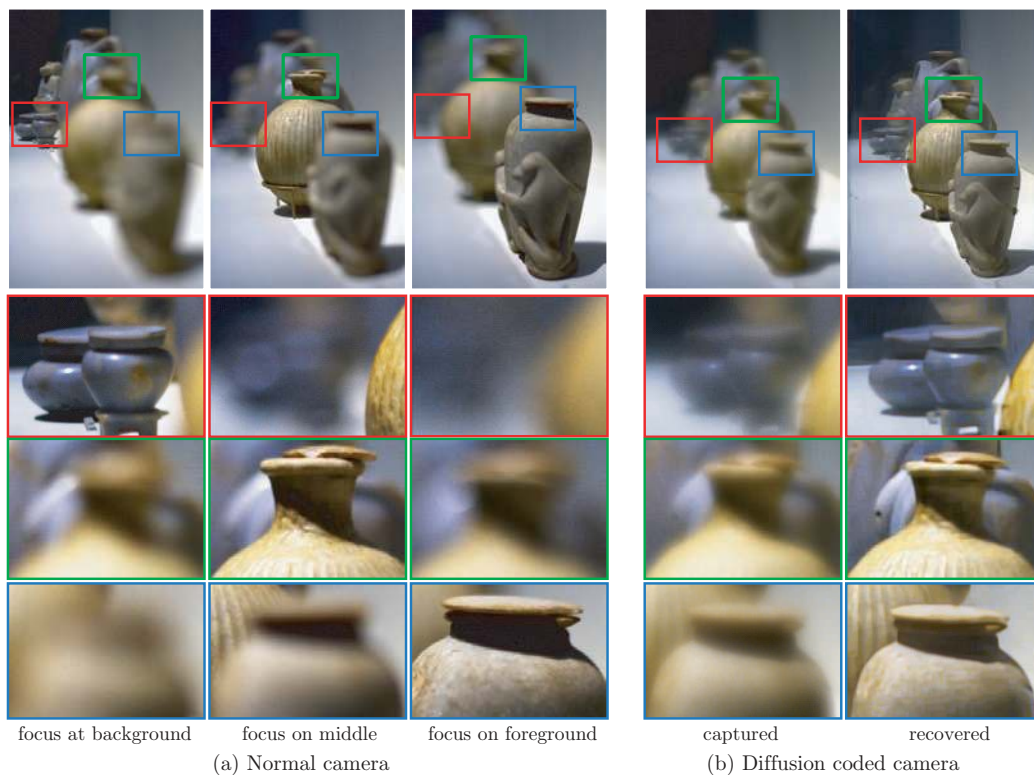 focus at background focus on middle focus on foreground captured recovered
(a) Normal camera (b) Diffusion coded camera